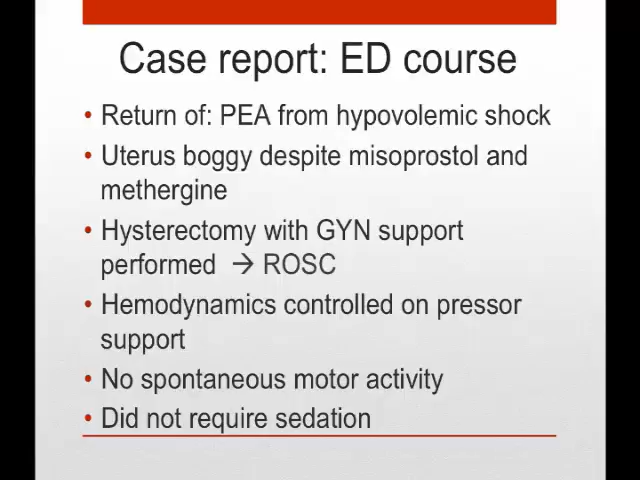 Case report: ED course
• Return of: PEA from hypovolemic shock
• Uterus boggy despite misoprostol and
methergine
• Hysterectomy with GYN support
performed → ROSC
• Hemodynamics controlled on pressor
support
• No spontaneous motor activity
• Did not require sedation